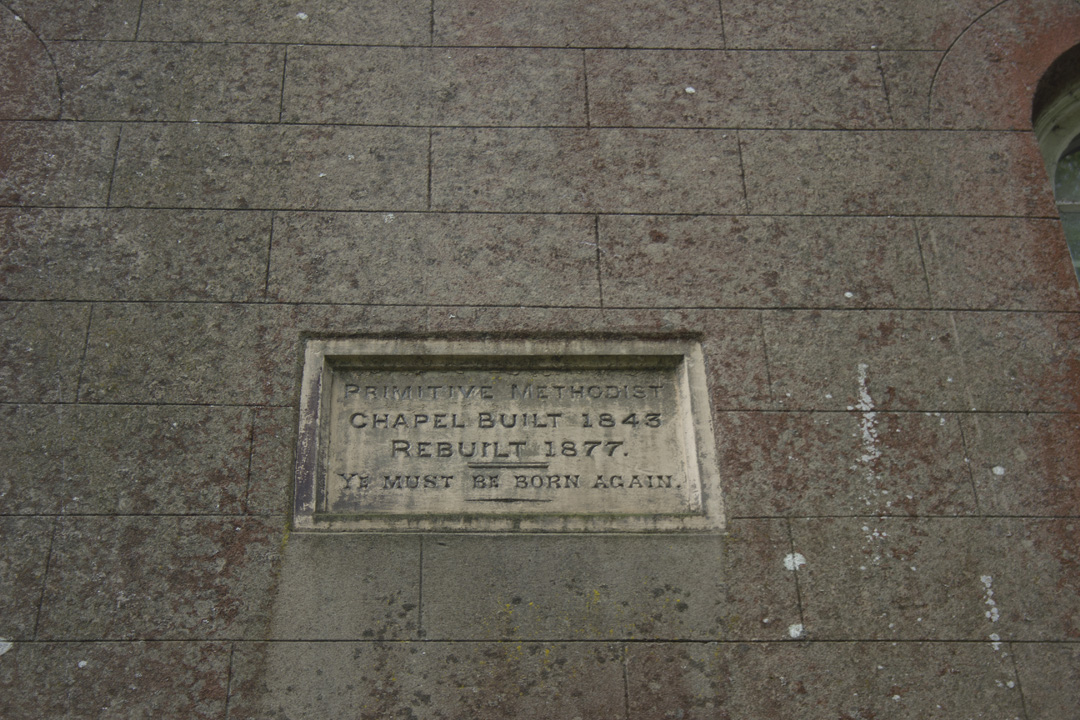 PRIMITIVE METHODIST
CHAPEL BUILT 1843
REBUILT 1877.
YE MUST BE BORN AGAIN.